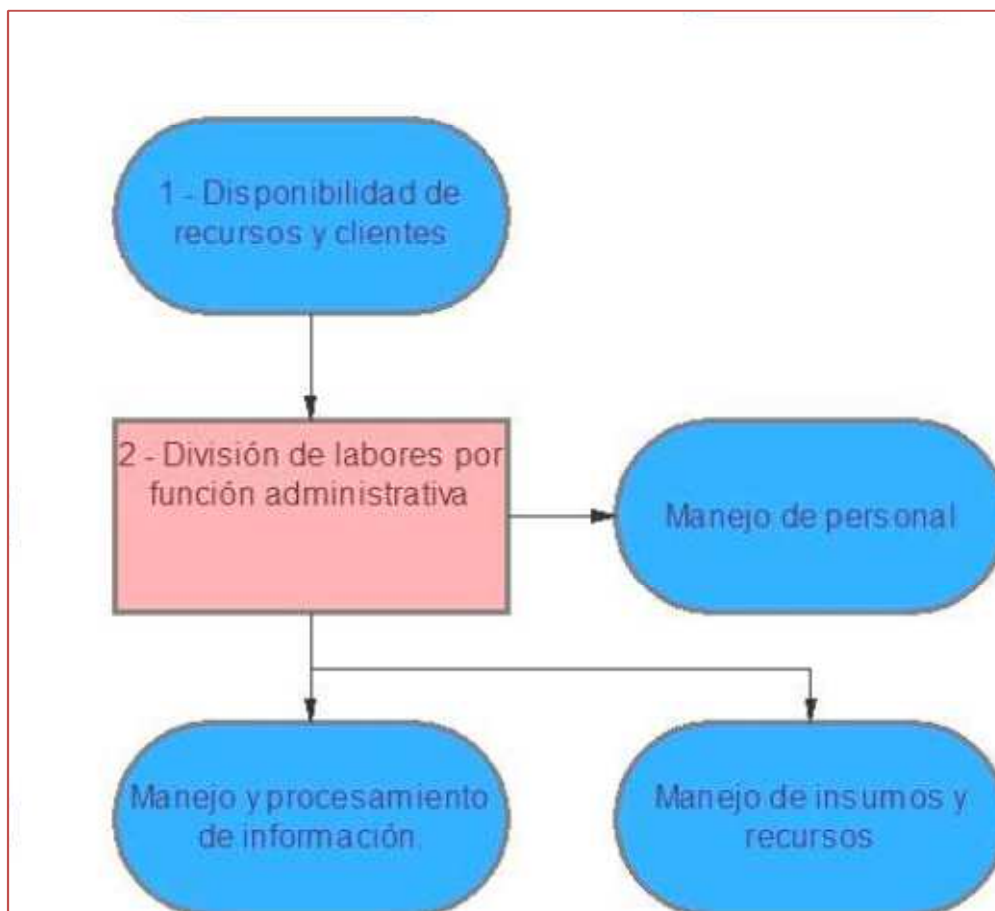 1 - Disponibilidad de
recursos y clientes
2 - División de labores por
función administrativa
Manejo de personal
Manejo y procesamiento
de información.
Manejo de insumos y
recursos